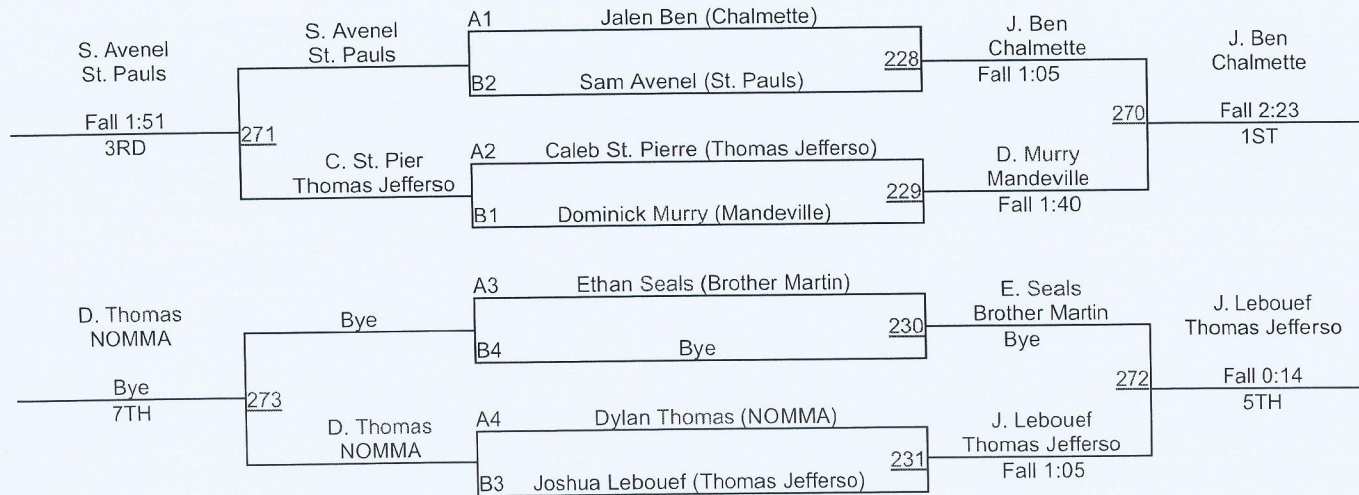 S. Avenel
St. Pauls
Fall 1:51
3RD
271
S. Avenel
St. Pauls
C. St. Pier
Thomas Jefferso
A1
Jalen Ben (Chalmette)
B2
Sam Avenel (St. Pauls)
228
A2
Caleb St. Pierre (Thomas Jefferso)
B1
Dominick Murry (Mandeville)
229
J. Ben
Chalmette
Fall 1:05
D. Murry
Mandeville
Fall 1:40
270
J. Ben
Chalmette
Fall 2:23
1ST
D. Thomas
NOMMA
Bye
7TH
273
Bye
D. Thomas
NOMMA
A3
Ethan Seals (Brother Martin)
B4
Bye
230
A4
Dylan Thomas (NOMMA)
B3
Joshua Lebouef (Thomas Jefferso)
231
E. Seals
Brother Martin
Bye
J. Lebouef
Thomas Jefferso
Fall 1:05
272
J. Lebouef
Thomas Jefferso
Fall 0:14
5TH